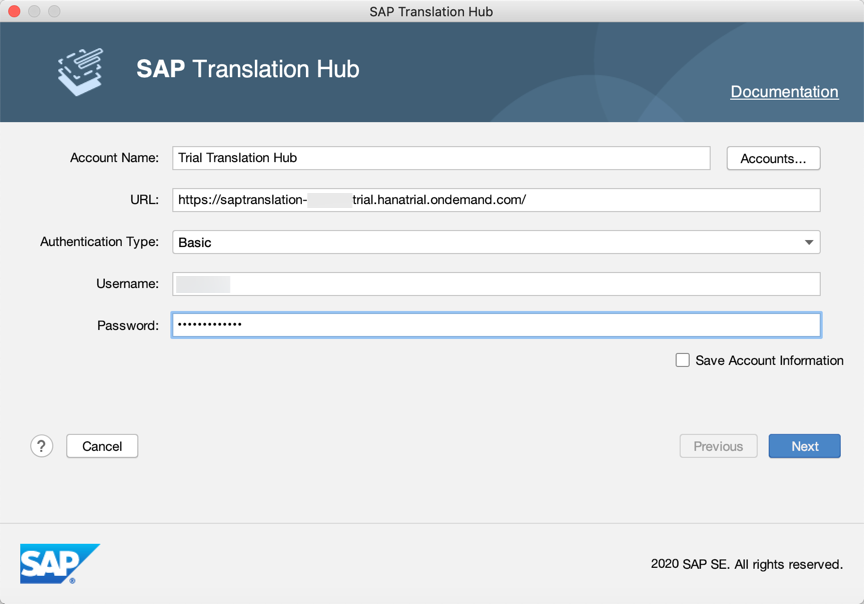 SAP Translation Hub
SAP Translation Hub
Documentation
Account Name: Trial Translation Hub Accounts...
URL: https://saptranslation- trial.hanatrial.ondemand.com/
Authentication Type: Basic
Username:
Password: •••••••••••••
Save Account Information
? Cancel Previous Next
SAP ® 2020 SAP SE. All rights reserved.